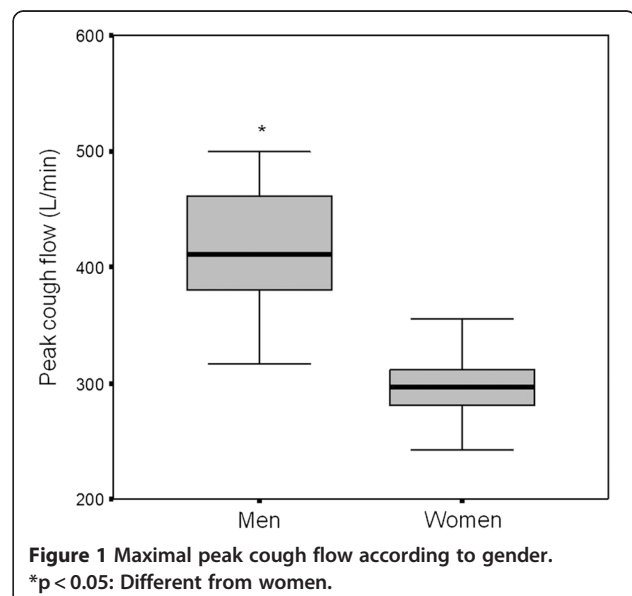 600
500
400
300
200
Peak cough flow (L/min)
*
Men Women
Figure 1 Maximal peak cough flow according to gender.
*p < 0.05: Different from women.